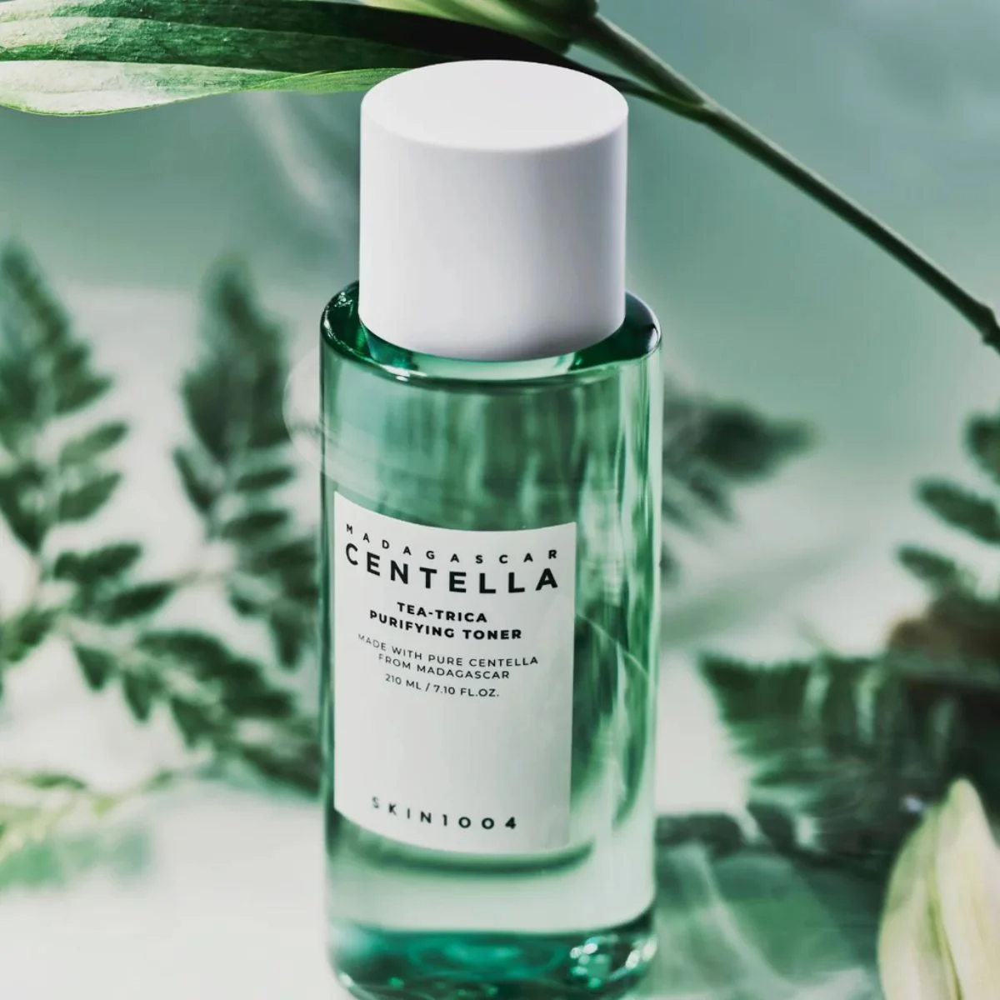 MADAGASCAR
CENTELLA
TEA-TRICA
PURIFYING TONER
MADE WITH PURE CENTELLA
FROM MADAGASCAR
210 ML / 7.10 FL.OZ.
SKIN1004